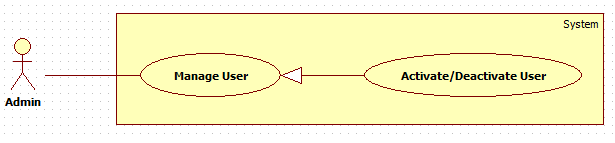 System
Manage User
Activate/Deactivate User
Admin